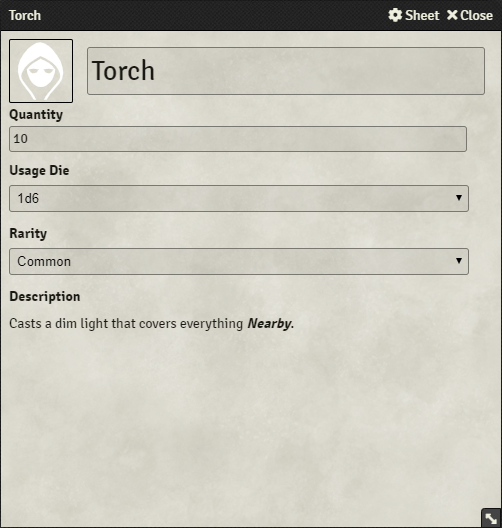 Torch Sheet Close
Torch
Quantity
10
Usage Die
1d6
Rarity
Common
Description
Casts a dim light that covers everything Nearby.